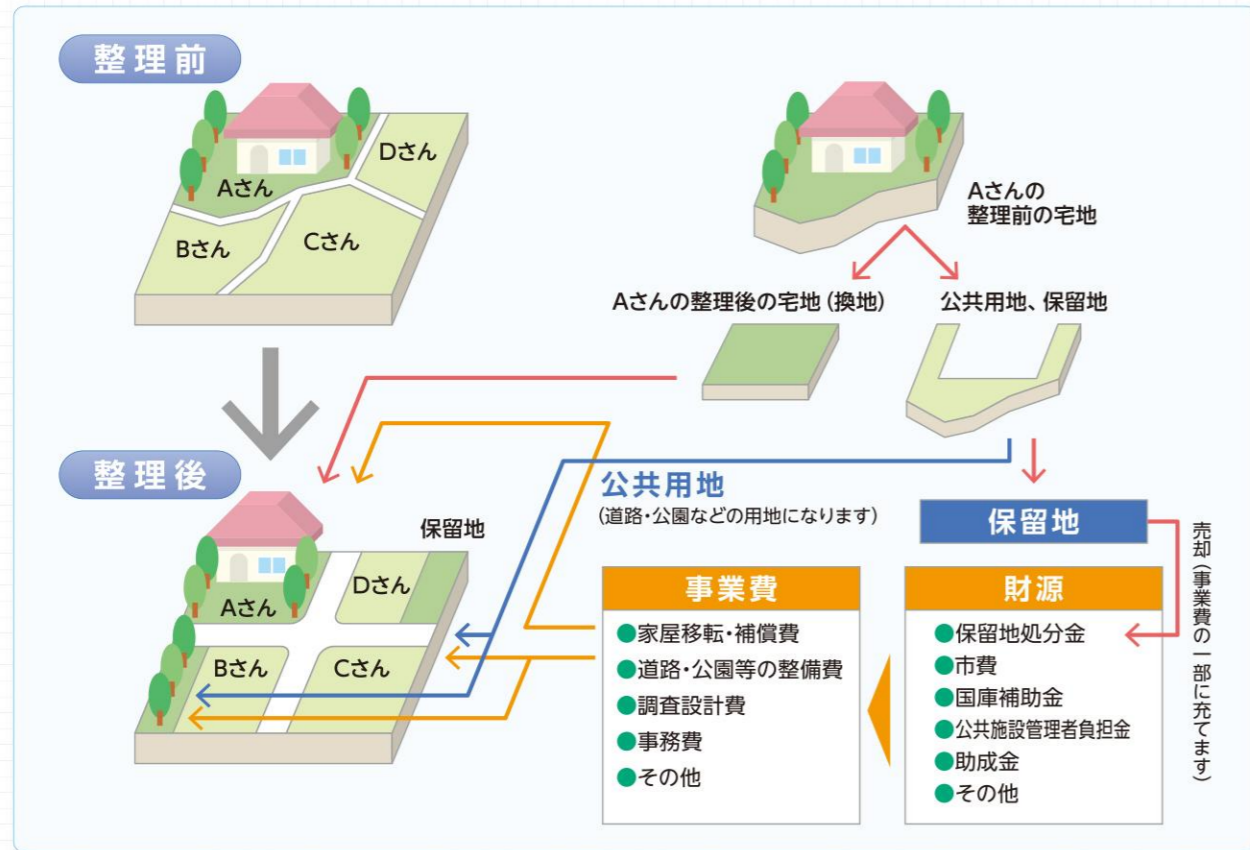 整理前
Aさん
Bさん
Cさん
Dさん
Aさんの
整理前の宅地
Aさんの整理後の宅地（換地）
公共用地、保留地
整理後
保留地
Aさん
Bさん
Cさん
Dさん
公共用地
（道路・公園などの用地になります）
保留地
売却（事業費の一部に充てます）
事業費
●家屋移転・補償費
●道路・公園等の整備費
●調査設計費
●事務費
●その他
財源
●保留地処分金
●市費
●国庫補助金
●公共施設管理者負担金
●助成金
●その他